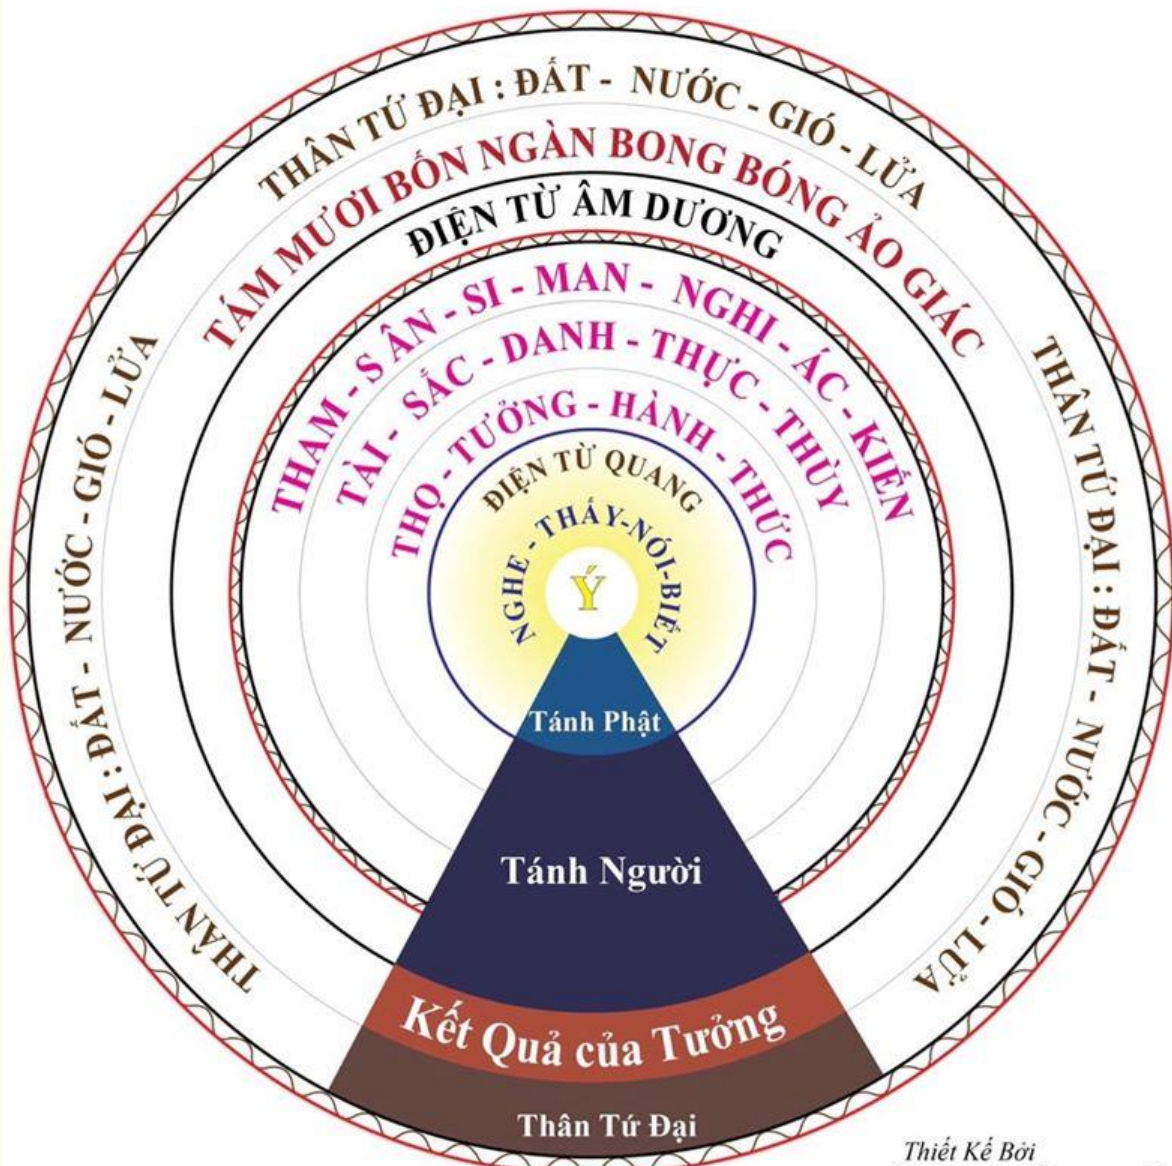 THÂN TỨ ĐẠI : ĐẤT - NƯỚC - GIÓ - LỬA
TÁM MƯƠI BỐN NGÀN BONG BÓNG ẢO GIÁC
ĐIỆN TỪ ÂM DƯƠNG
THAM - S ÂN - SI - MAN - NGHI - ÁC - KIẾN
TÀI - SẮC - DANH - THỰC - THÙY
THỌ - TƯỞNG - HÀNH - THỨC
ĐIỆN TỪ QUANG
NGHE - THẤY-NÓI-BIẾT
Ý
THÂN TỨ ĐẠI : ĐẤT - NƯỚC - GIÓ - LỬA
THÂN TỨ ĐẠI : ĐẤT - NƯỚC - GIÓ - LỬA
Tánh Phật
Tánh Người
Kết Quả của Tưởng
Thân Tứ Đại
Thiết Kế Bởi